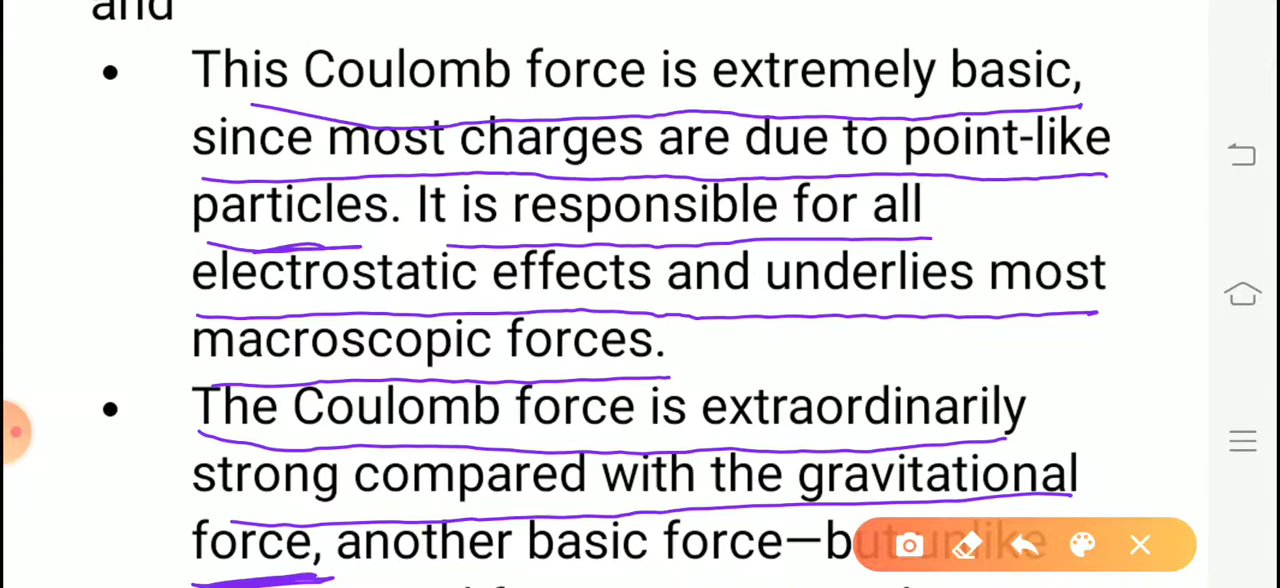 and
• This Coulomb force is extremely basic,
since most charges are due to point-like
particles. It is responsible for all
electrostatic effects and underlies most
macroscopic forces.
• The Coulomb force is extraordinarily
strong compared with the gravitational
force, another basic force—but unlike